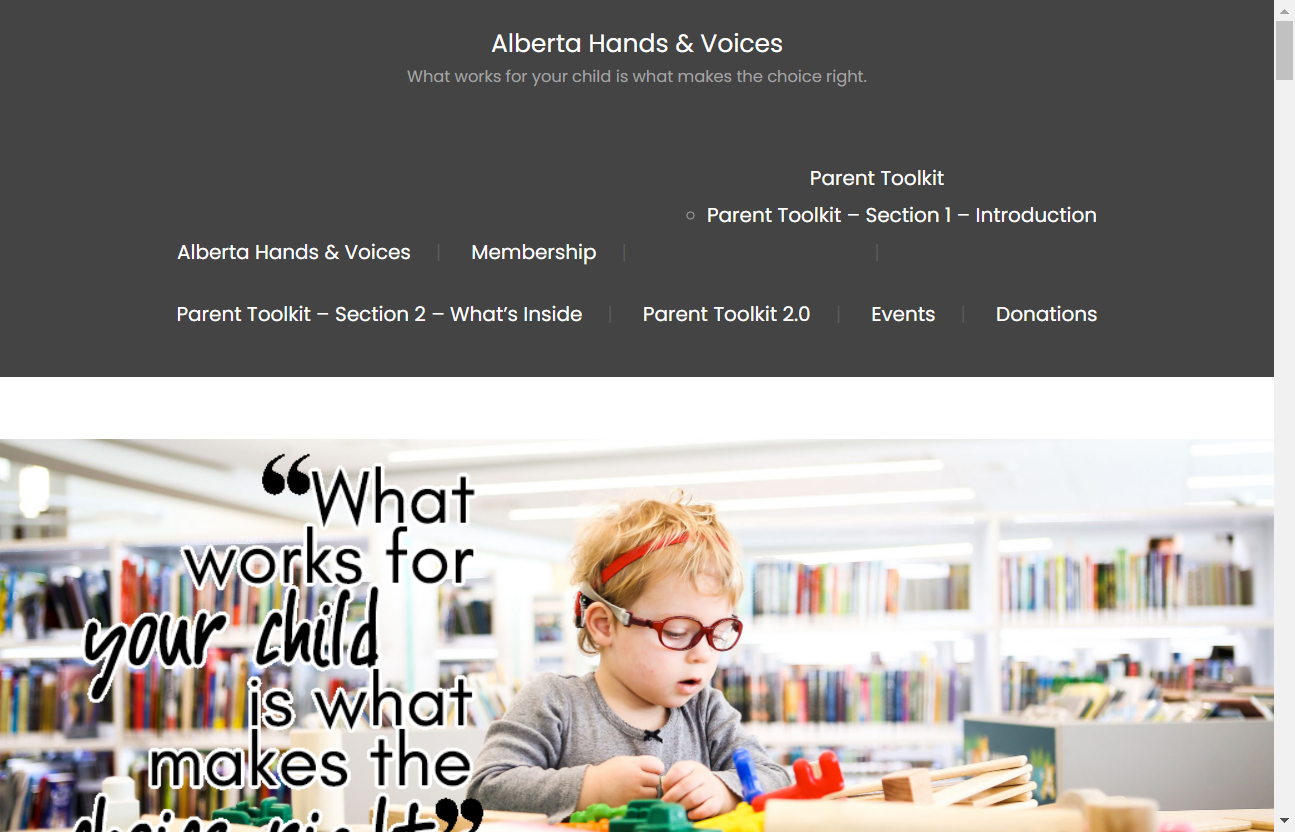 Alberta Hands & Voices
What works for your child is what makes the choice right.
Parent Toolkit
Parent Toolkit – Section 1 – Introduction
Alberta Hands & Voices
Membership
Parent Toolkit – Section 2 – What’s Inside
Parent Toolkit 2.0
Events
Donations
“What
works for
your child
is what
makes the
choice right”